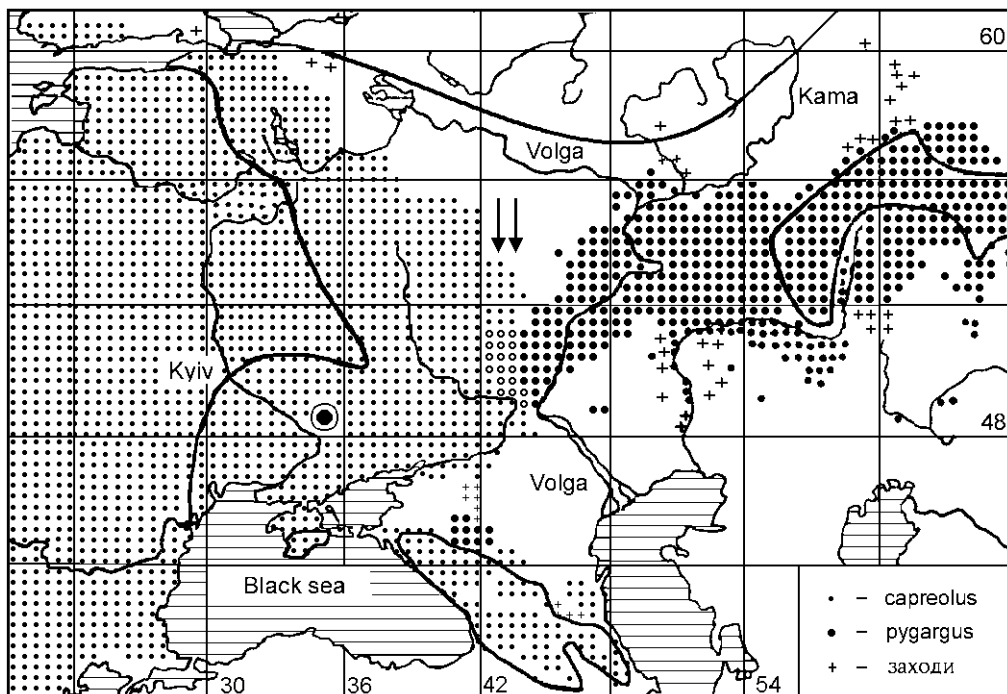 60
Kama
Volga
Kyiv
48
Volga
Black sea
• – capreolus
• – pygargus
+ – заходи
30
36
42
54